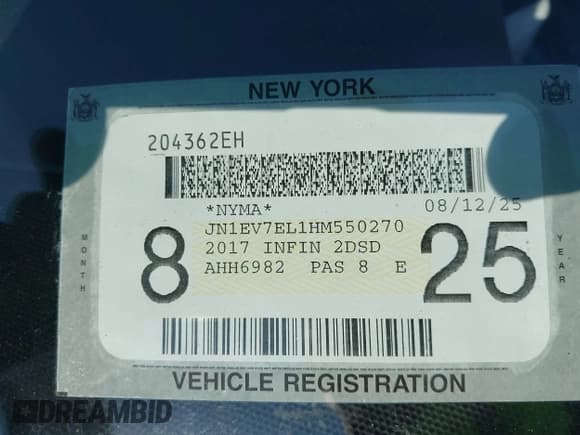 NEW YORK
204362EH
*NYMA* 08/12/25
JN1EV7EL1HM550270
2017 INFIN 2DSD
AHH6982 PAS 8 E
MONTH
8
25
YEAR
VEHICLE REGISTRATION
DREAMBID